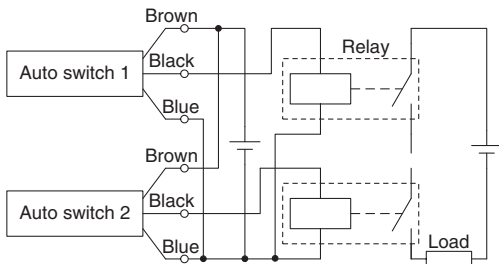 Brown
Auto switch 1
Black
Blue
Relay
Brown
Auto switch 2
Black
Blue
Load